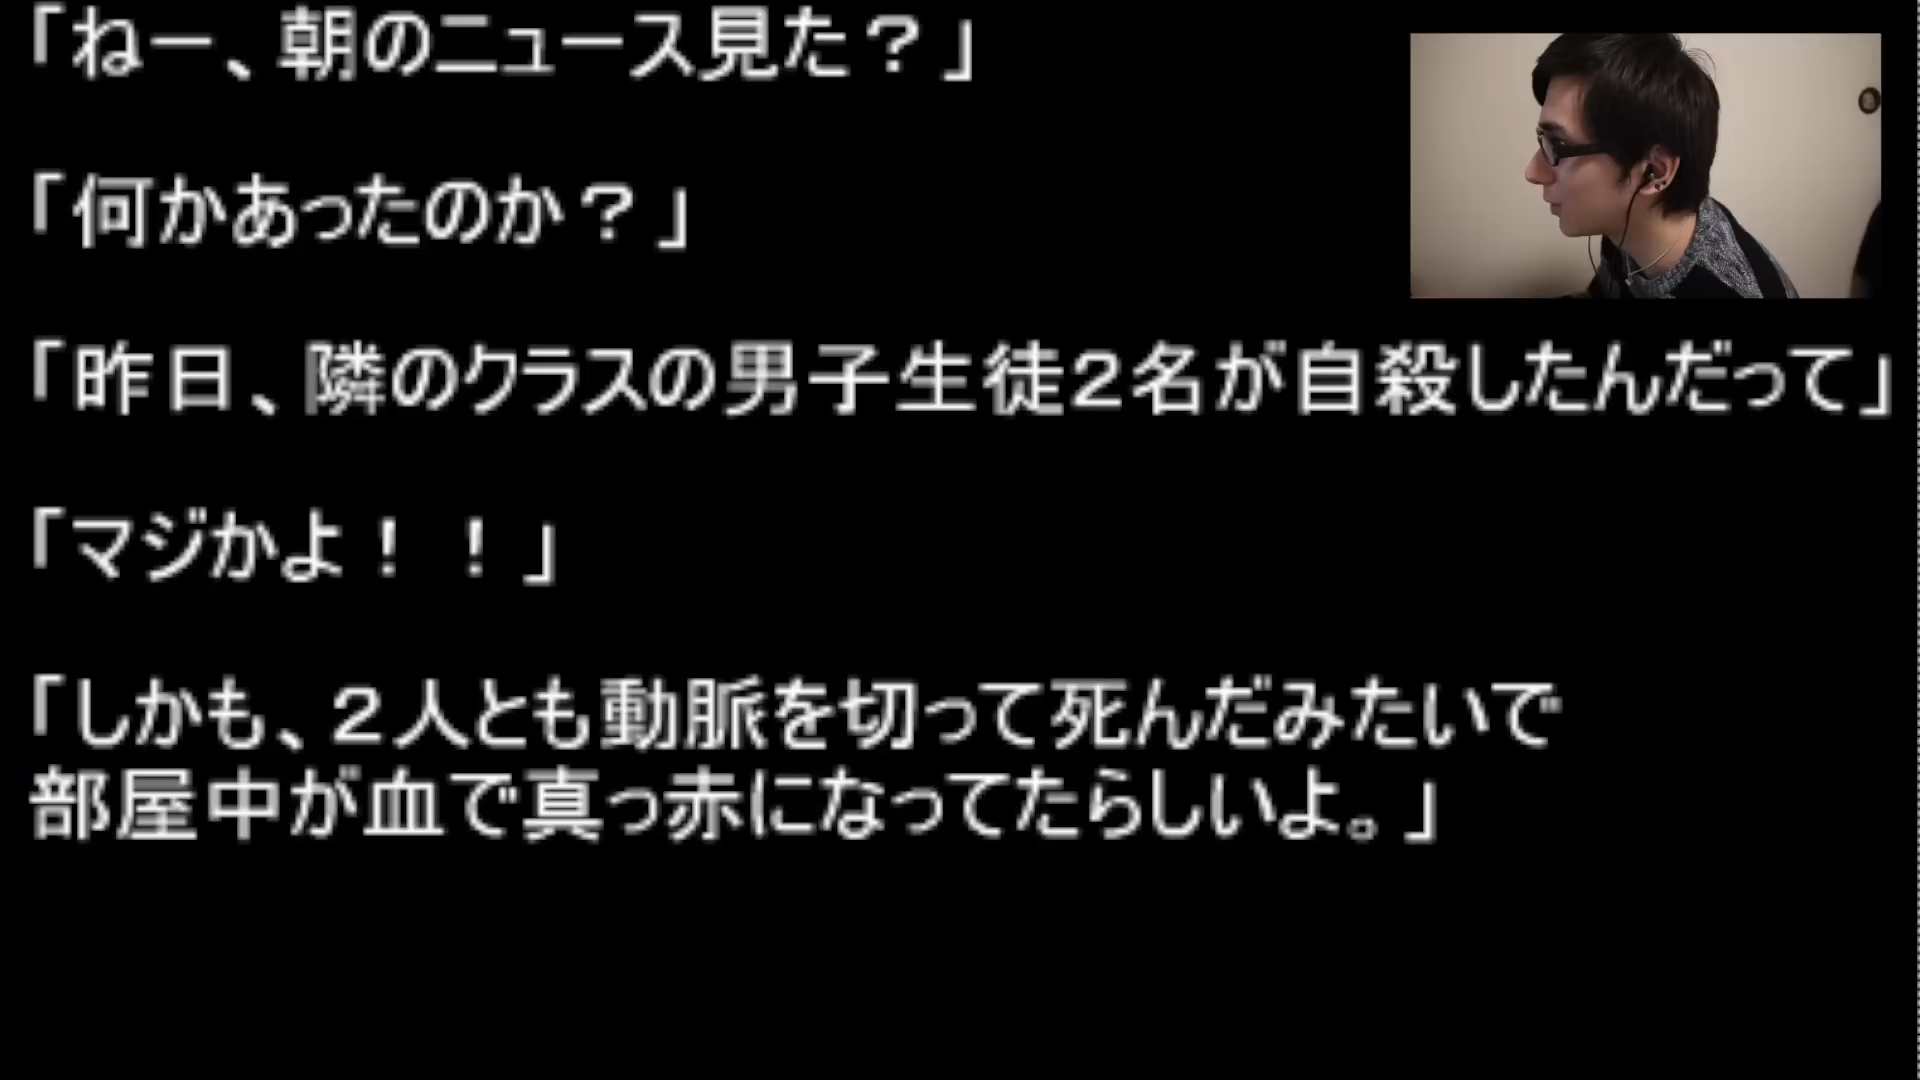 「ねー、朝のニュース見た？」
「何かあったのか？」
「昨日、隣のクラスの男子生徒２名が自殺したんだって」
「マジかよ！！」
「しかも、２人とも動脈を切って死んだみたいで
部屋中が血で真っ赤になってたらしいよ。」